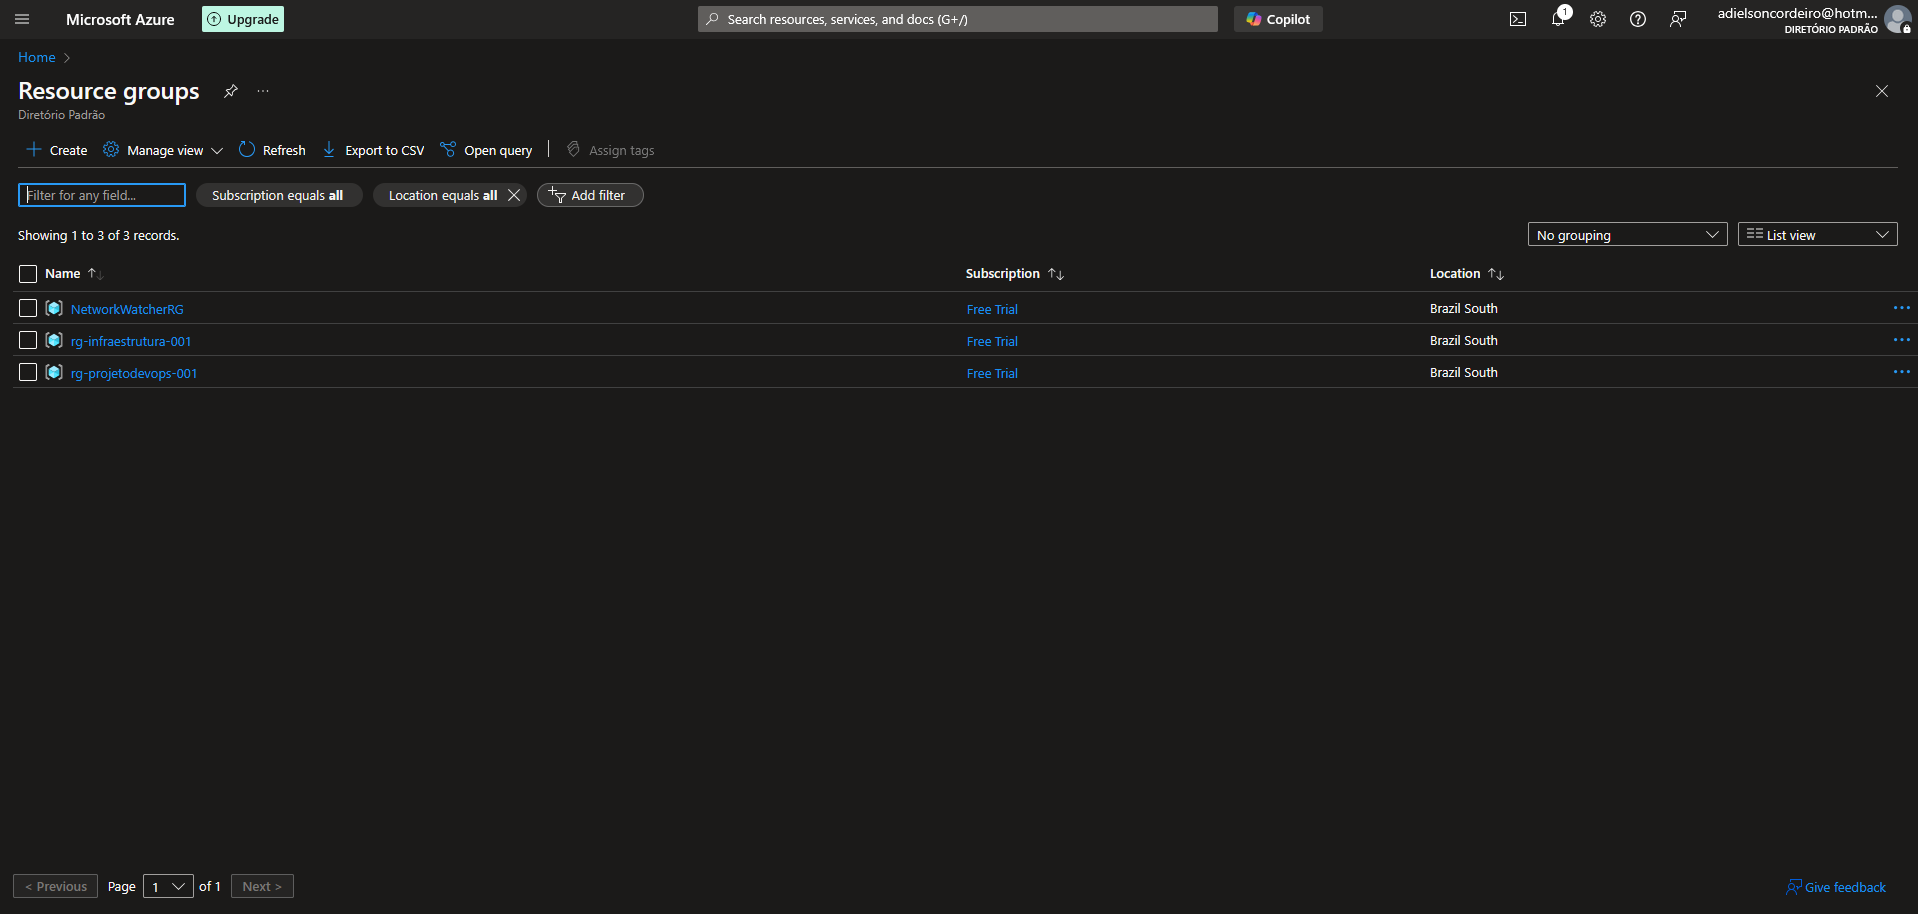 Microsoft Azure Upgrade Search resources, services, and docs (G+/) Copilot 1 adielsoncordeiro@hotm...
DIRETÓRIO PADRÃO
Home >
Resource groups ...
Diretório Padrão
+ Create Manage view Refresh Export to CSV Open query | Assign tags
Filter for any field... Subscription equals all Location equals all Add filter
Showing 1 to 3 of 3 records. No grouping List view
Name ↑↓ Subscription ↑↓ Location ↑↓
NetworkWatcherRG Free Trial Brazil South ...
rg-infraestrutura-001 Free Trial Brazil South ...
rg-projetodevops-001 Free Trial Brazil South ...
< Previous Page 1 of 1 Next > Give feedback